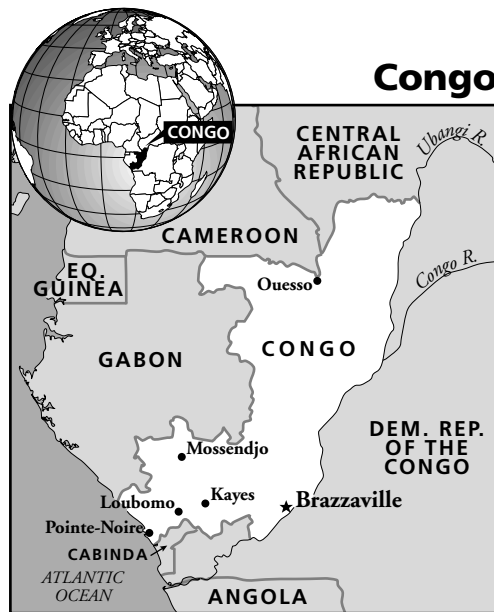 Congo
CONGO
CENTRAL
AFRICAN
REPUBLIC
Ubangi R.
CAMEROON
EQ.
GUINEA
Ouesso
Congo R.
GABON
CONGO
DEM. REP.
OF THE
CONGO
Mossendjo
Loubomo
Kayes
Brazzaville
Pointe-Noire
CABINDA
ATLANTIC
OCEAN
ANGOLA